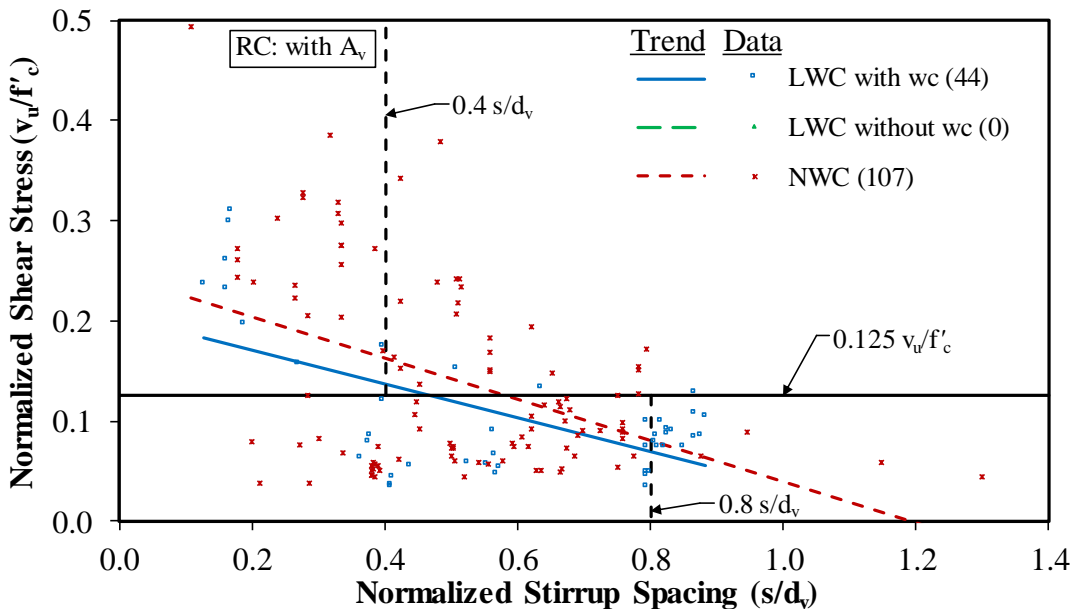 0.5
0.4
0.3
0.2
0.1
0.0
Normalized Shear Stress (vu/f′c)
RC: with Av
0.4 s/dv
Trend Data
LWC with wc (44)
LWC without wc (0)
NWC (107)
0.125 vu/f′c
0.8 s/dv
0.0 0.2 0.4 0.6 0.8 1.0 1.2 1.4
Normalized Stirrup Spacing (s/dv)